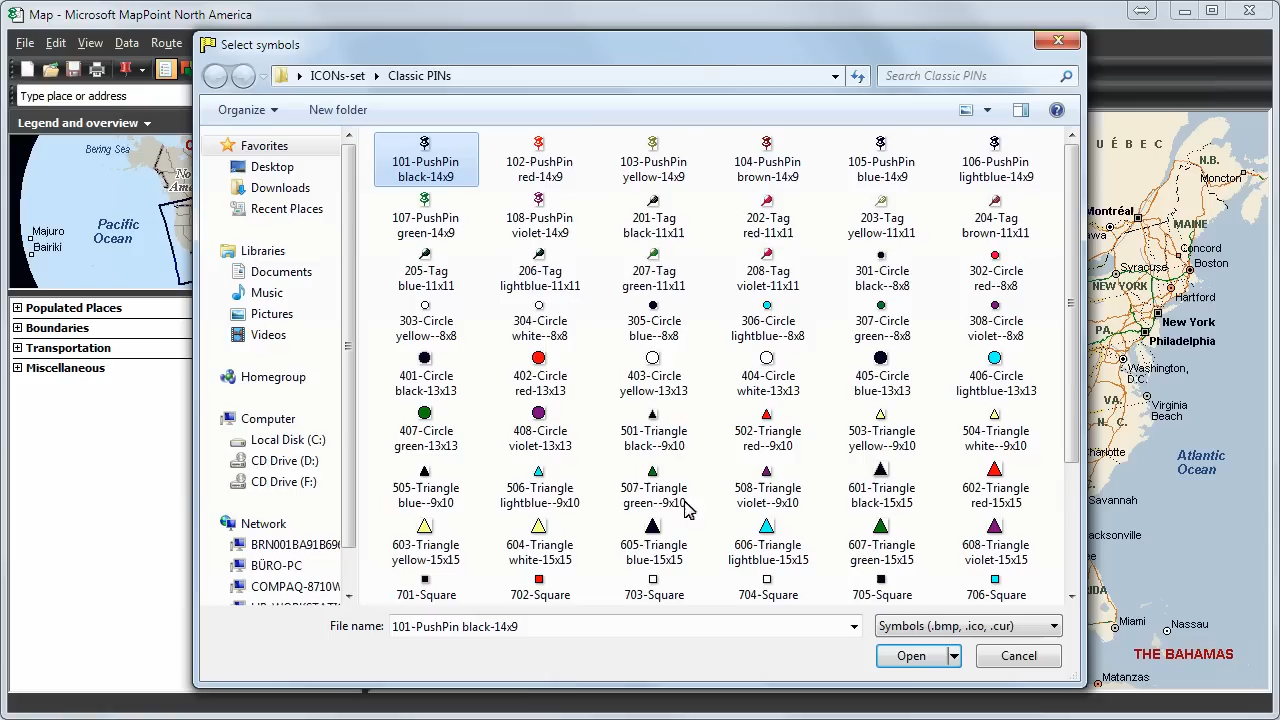 Map - Microsoft MapPoint North America
File Edit View Data Route
Type place or address
Legend and overview
Bering Sea
Pacific
Ocean
Majuro
Bairiki
Populated Places
Boundaries
Transportation
Miscellaneous
Select symbols
ICONs-set Classic PINs
Search Classic PINs
Organize New folder
Favorites
Desktop
Downloads
Recent Places
Libraries
Documents
Music
Pictures
Videos
Homegroup
Computer
Local Disk (C:)
CD Drive (D:)
CD Drive (F:)
Network
BRN001BA91B696
BÜRO-PC
COMPAQ-8710W
101-PushPin black-14x9
102-PushPin red-14x9
103-PushPin yellow-14x9
104-PushPin brown-14x9
105-PushPin blue-14x9
106-PushPin lightblue-14x9
107-PushPin green-14x9
108-PushPin violet-14x9
201-Tag black-11x11
202-Tag red-11x11
203-Tag yellow-11x11
204-Tag brown-11x11
205-Tag blue-11x11
206-Tag lightblue-11x11
207-Tag green-11x11
208-Tag violet-11x11
301-Circle black--8x8
302-Circle red--8x8
303-Circle yellow--8x8
304-Circle white--8x8
305-Circle blue--8x8
306-Circle lightblue--8x8
307-Circle green--8x8
308-Circle violet--8x8
401-Circle black-13x13
402-Circle red-13x13
403-Circle yellow-13x13
404-Circle white-13x13
405-Circle blue-13x13
406-Circle lightblue-13x13
407-Circle green-13x13
408-Circle violet-13x13
501-Triangle black--9x10
502-Triangle red--9x10
503-Triangle yellow--9x10
504-Triangle white--9x10
505-Triangle blue--9x10
506-Triangle lightblue--9x10
507-Triangle green--9x10
508-Triangle violet--9x10
601-Triangle black-15x15
602-Triangle red-15x15
603-Triangle yellow-15x15
604-Triangle white-15x15
605-Triangle blue-15x15
606-Triangle lightblue-15x15
607-Triangle green-15x15
608-Triangle violet-15x15
701-Square
702-Square
703-Square
704-Square
705-Square
706-Square
File name: 101-PushPin black-14x9
Symbols (.bmp, .ico, .cur)
Open Cancel
QUÉBEC
N.B.
Moncton
Montréal
MAINE
Concord
Syracuse
Boston
NEW YORK
Hartford
PA.
New York
Philadelphia
Washington,
D.C.
VA.
Virginia
Beach
N. C.
Atlantic
Ocean
Savannah
Miami
Nassau
THE BAHAMAS
Matanzas